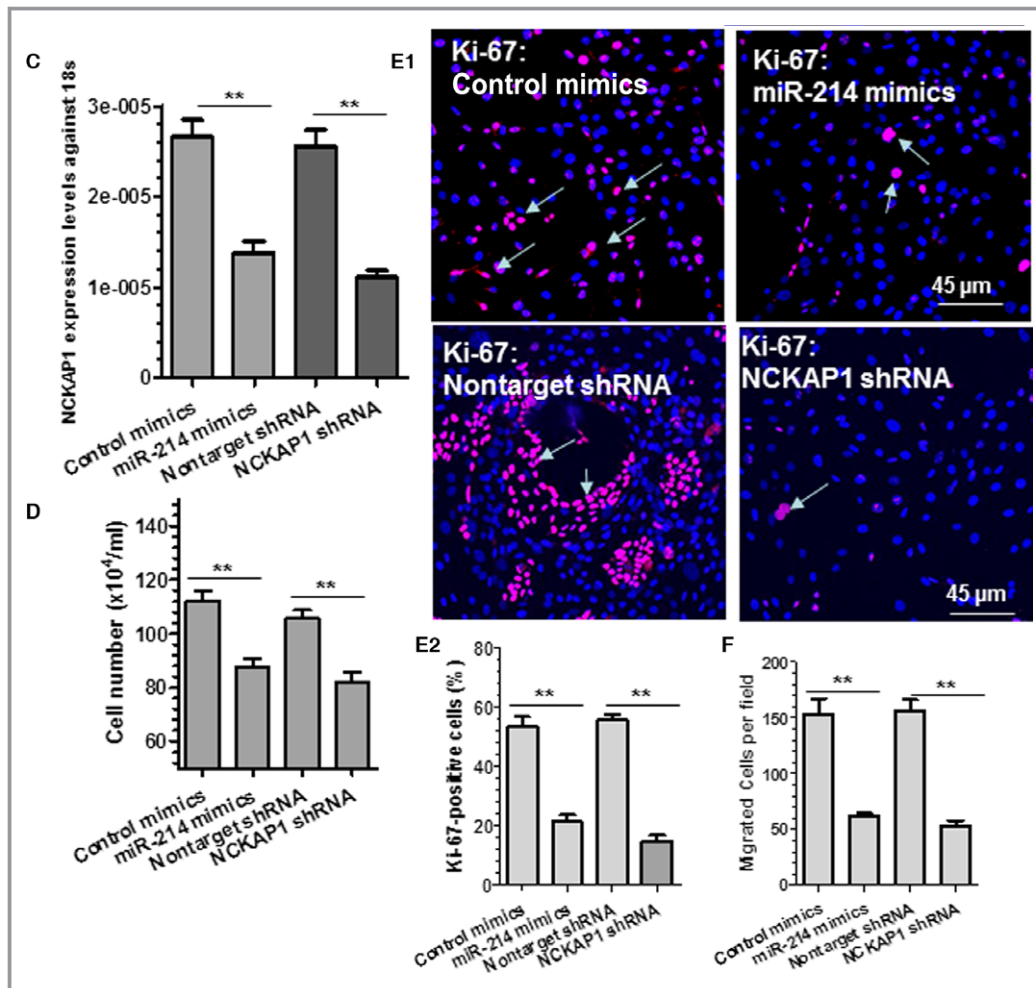 C
NCKAP1 expression levels against 18s
3e-005
2e-005
1e-005
0
**
**
Control mimics
miR-214 mimics
Nontarget shRNA
NCKAP1 shRNA
E1
Ki-67:
Control mimics
Ki-67:
miR-214 mimics
45 µm
Ki-67:
Nontarget shRNA
Ki-67:
NCKAP1 shRNA
45 µm
D
Cell number (x10⁴/ml)
140
120
100
80
60
**
**
Control mimics
miR-214 mimics
Nontarget shRNA
NCKAP1 shRNA
E2
Ki-67-positive cells (%)
80
60
40
20
0
**
**
Control mimics
miR-214 mimics
Nontarget shRNA
NCKAP1 shRNA
F
Migrated Cells per field
200
150
100
50
0
**
**
Control mimics
miR-214 mimics
Nontarget shRNA
NCKAP1 shRNA